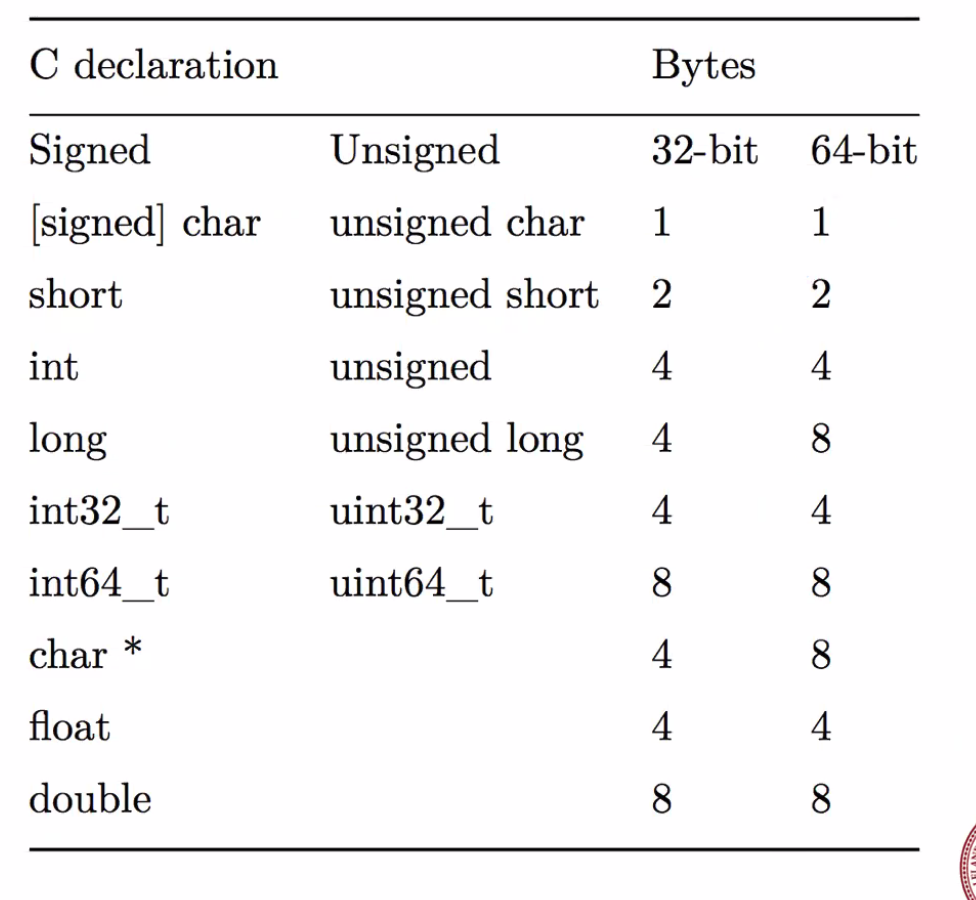 C declaration Bytes
Signed Unsigned 32-bit 64-bit
[signed] char unsigned char 1 1
short unsigned short 2 2
int unsigned 4 4
long unsigned long 4 8
int32_t uint32_t 4 4
int64_t uint64_t 8 8
char * 4 8
float 4 4
double 8 8